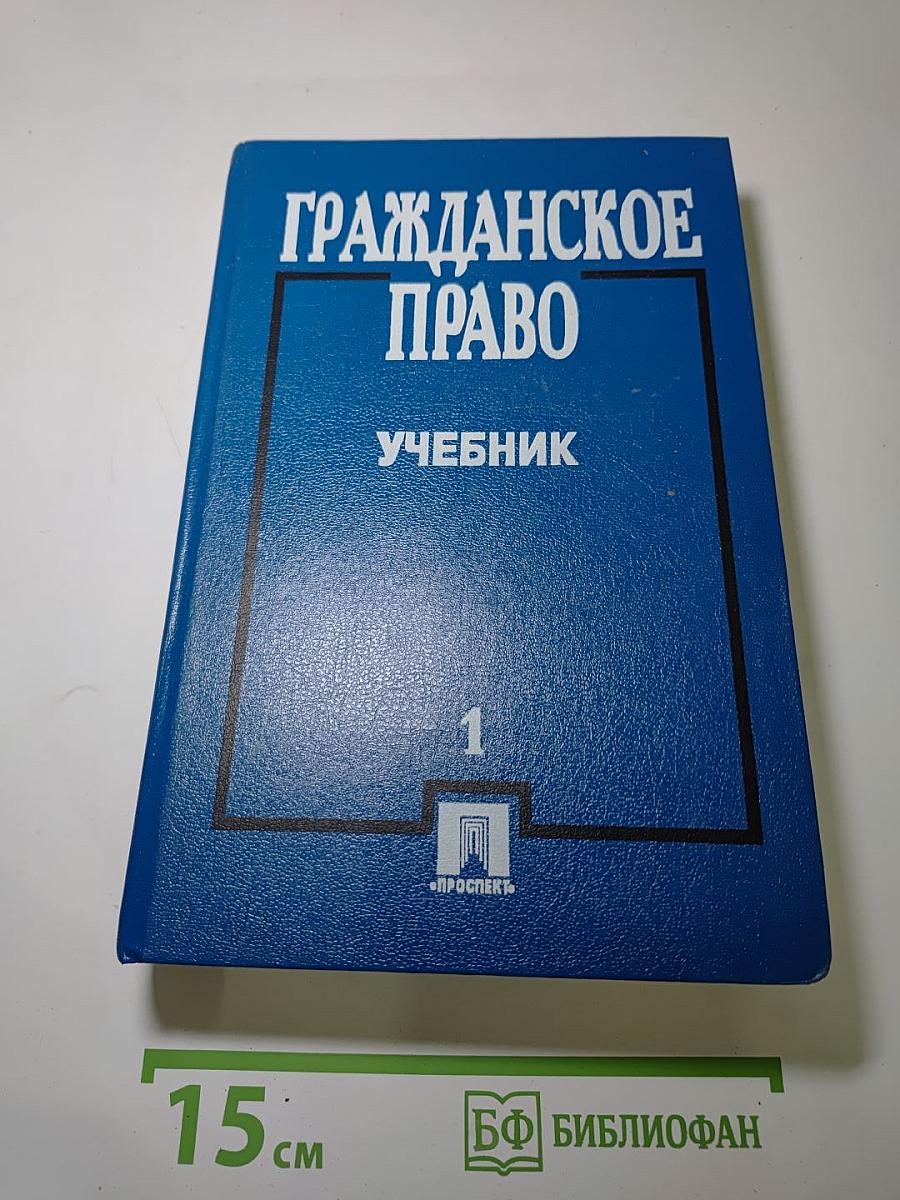 ГРАЖДАНСКОЕ
ПРАВО
УЧЕБНИК
1
«ПРОСПЕКТ»
15 см
БФ БИБЛИОФАН